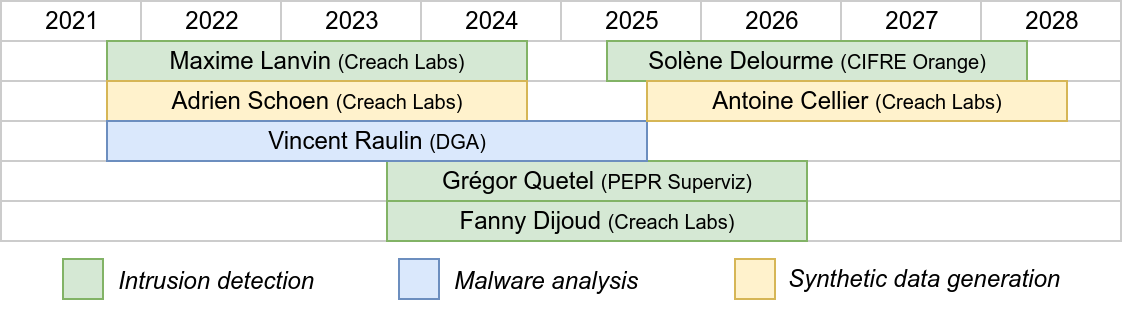 2021 2022 2023 2024 2025 2026 2027 2028
Maxime Lanvin (Creach Labs) Solène Delourme (CIFRE Orange)
Adrien Schoen (Creach Labs) Antoine Cellier (Creach Labs)
Vincent Raulin (DGA)
Grégor Quetel (PEPR Superviz)
Fanny Dijoud (Creach Labs)
Intrusion detection Malware analysis Synthetic data generation